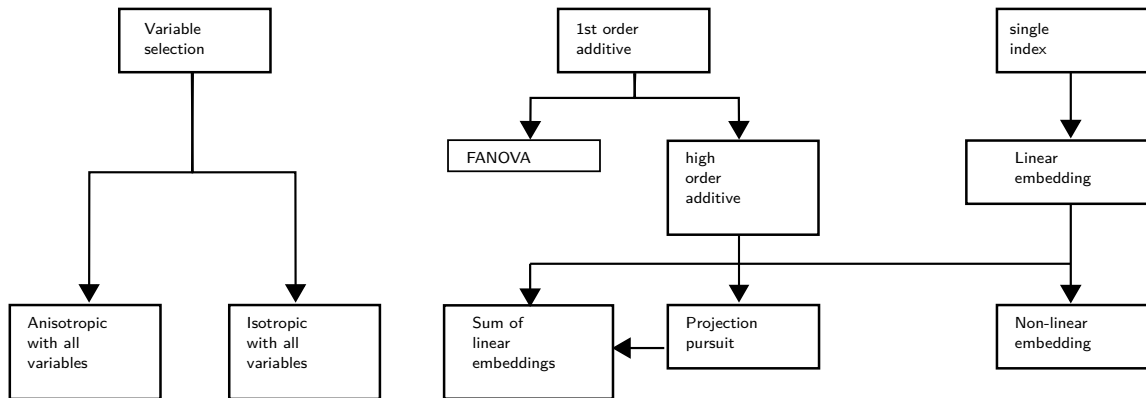 Variable
selection
1st order
additive
single
index
FANOVA
high
order
additive
Linear
embedding
Anisotropic
with all
variables
Isotropic
with all
variables
Sum of
linear
embeddings
Projection
pursuit
Non-linear
embedding